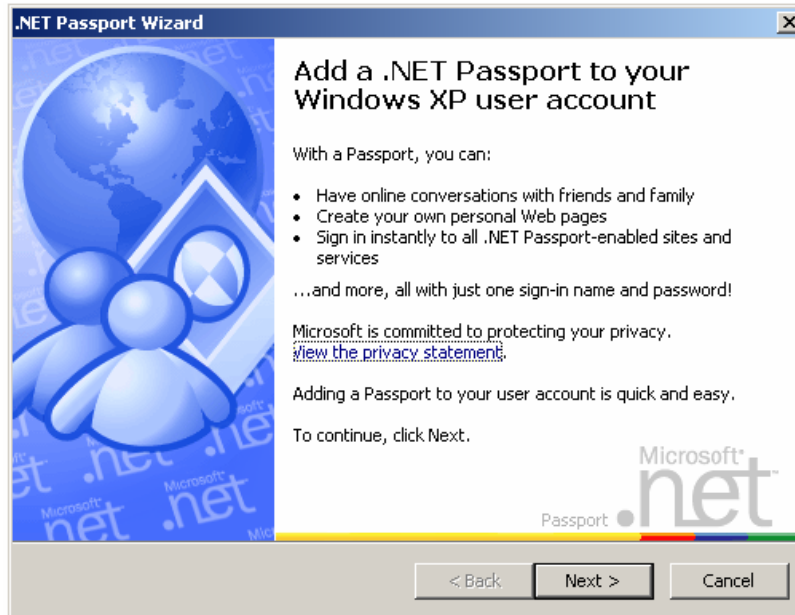 .NET Passport Wizard
Add a .NET Passport to your
Windows XP user account
With a Passport, you can:
• Have online conversations with friends and family
• Create your own personal Web pages
• Sign in instantly to all .NET Passport-enabled sites and
services
...and more, all with just one sign-in name and password!
Microsoft is committed to protecting your privacy.
View the privacy statement.
Adding a Passport to your user account is quick and easy.
To continue, click Next.
Microsoft
Passport .net
< Back Next > Cancel